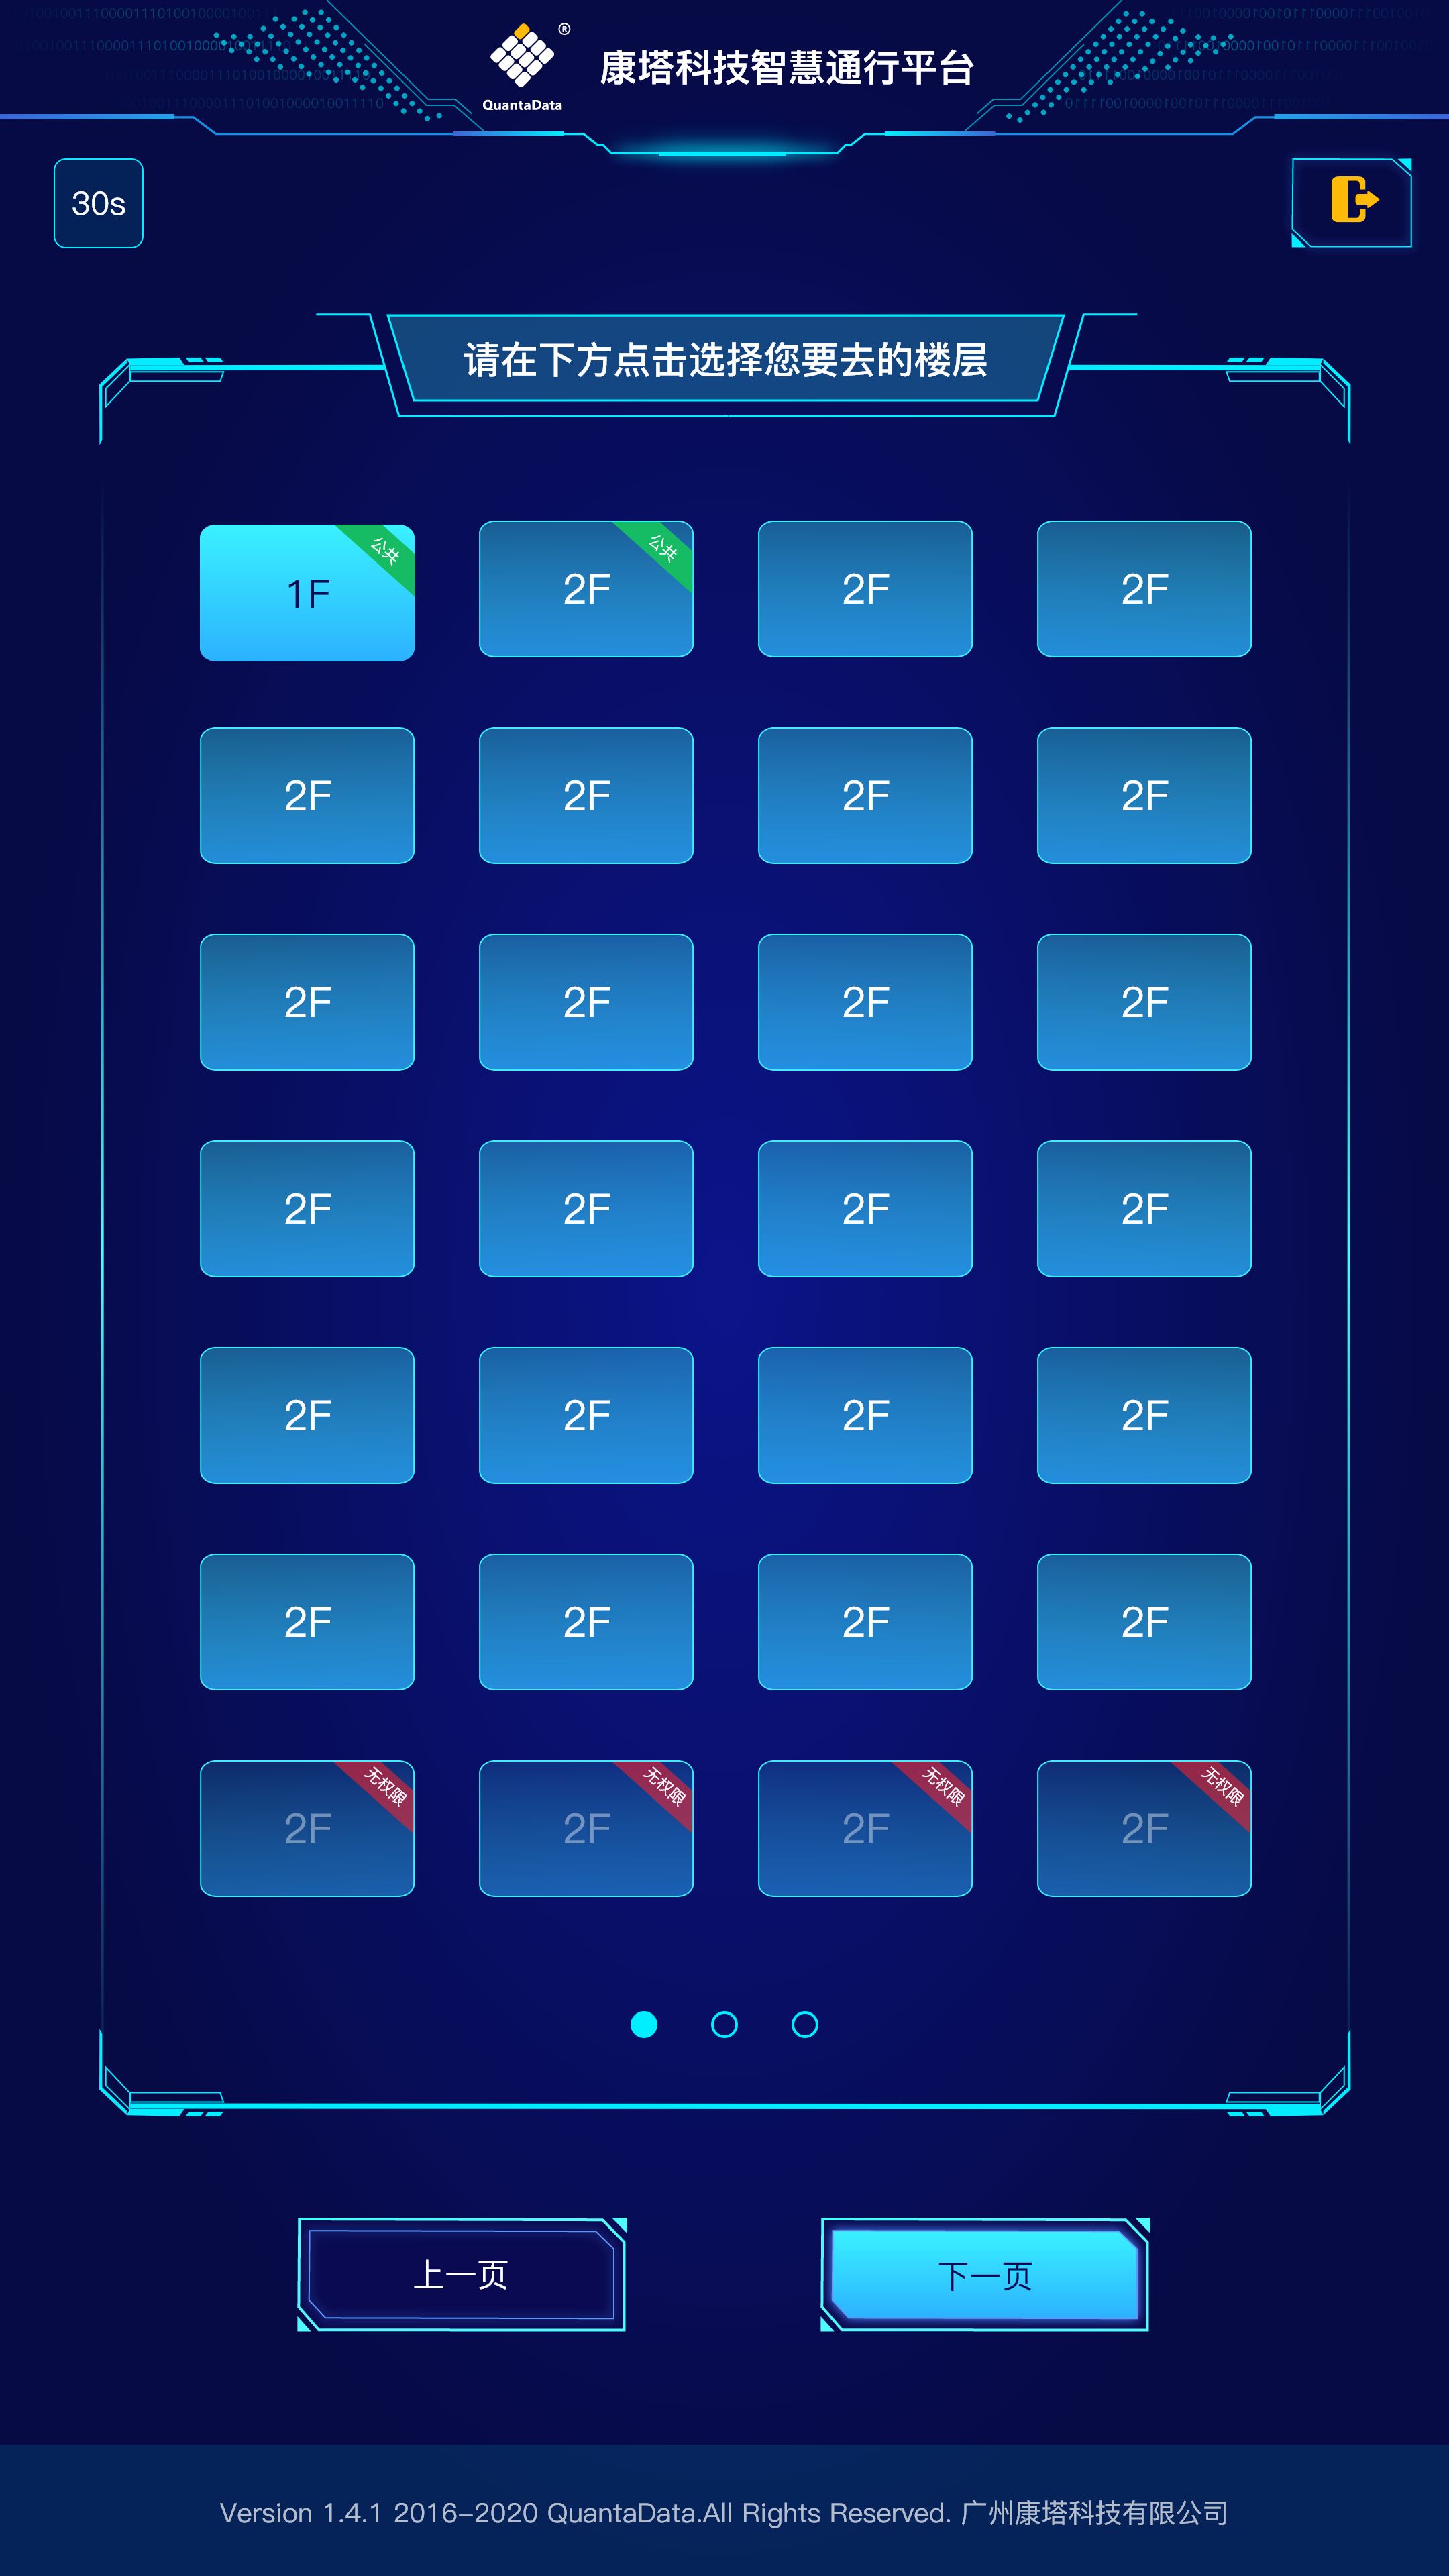 ®
QuantaData
康塔科技智慧通行平台
30s
请在下方点击选择您要去的楼层
1F 公共 2F 公共 2F 2F
2F 2F 2F 2F
2F 2F 2F 2F
2F 2F 2F 2F
2F 2F 2F 2F
2F 2F 2F 2F
2F 无权限 2F 无权限 2F 无权限 2F 无权限
上一页 下一页
Version 1.4.1 2016-2020 QuantaData.All Rights Reserved. 广州康塔科技有限公司